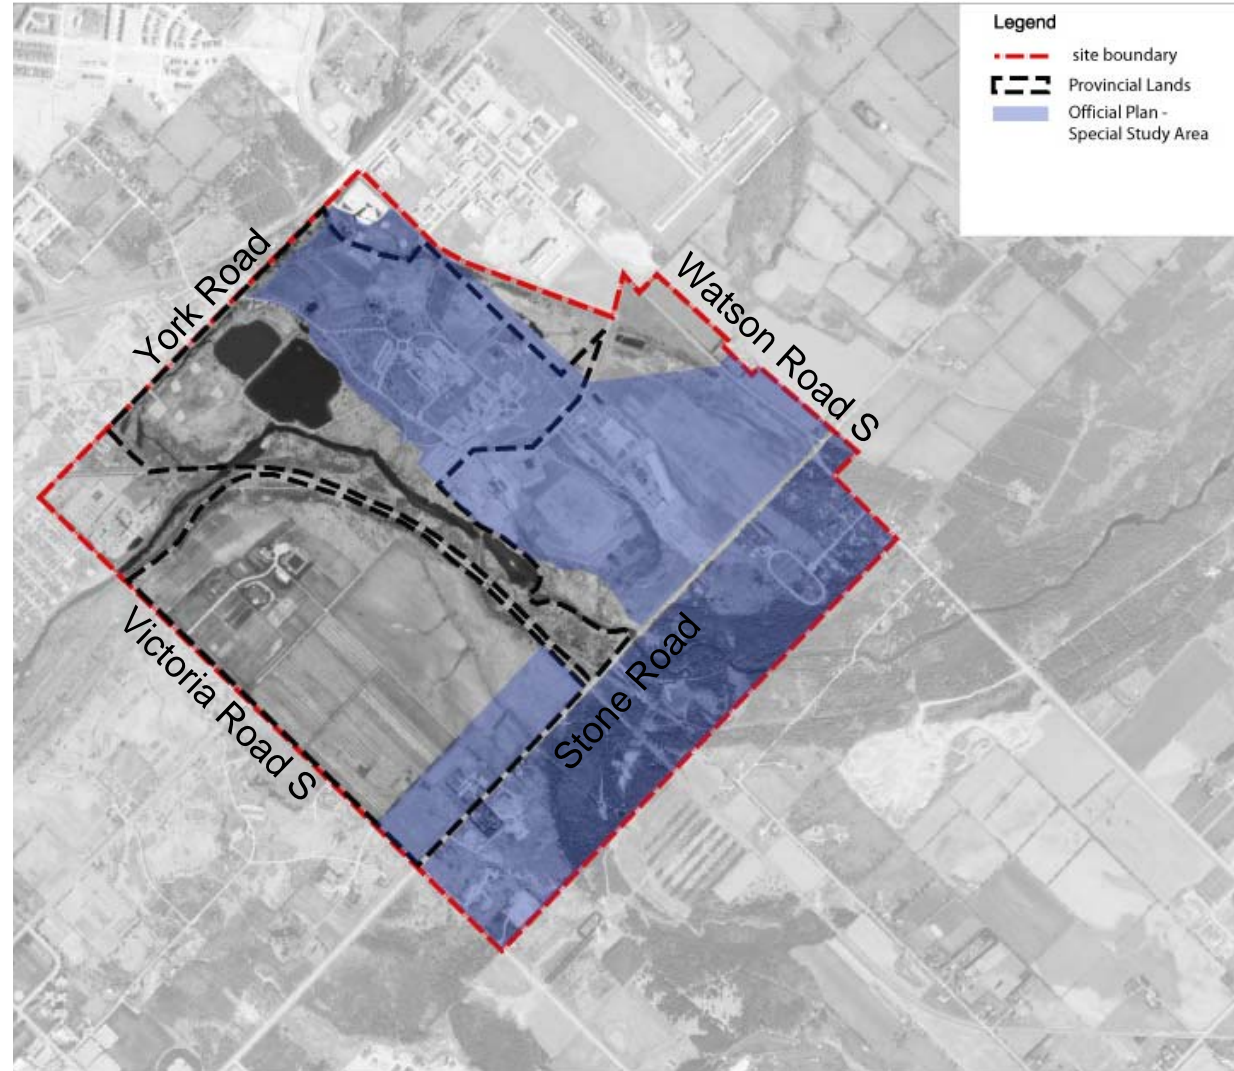 Legend
site boundary
Provincial Lands
Official Plan -
Special Study Area
York Road
Watson Road S
Victoria Road S
Stone Road